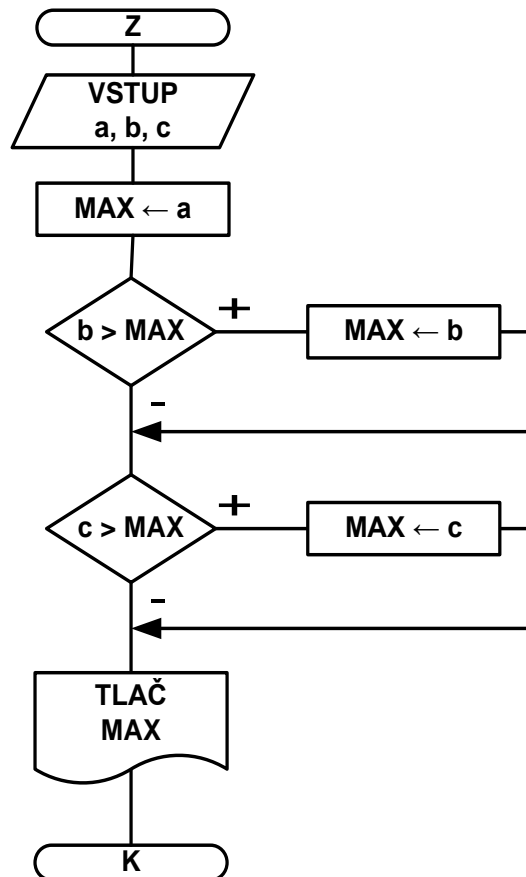 Z
VSTUP
a, b, c
MAX ← a
b > MAX
+
MAX ← b
-
c > MAX
+
MAX ← c
-
TLAČ
MAX
K